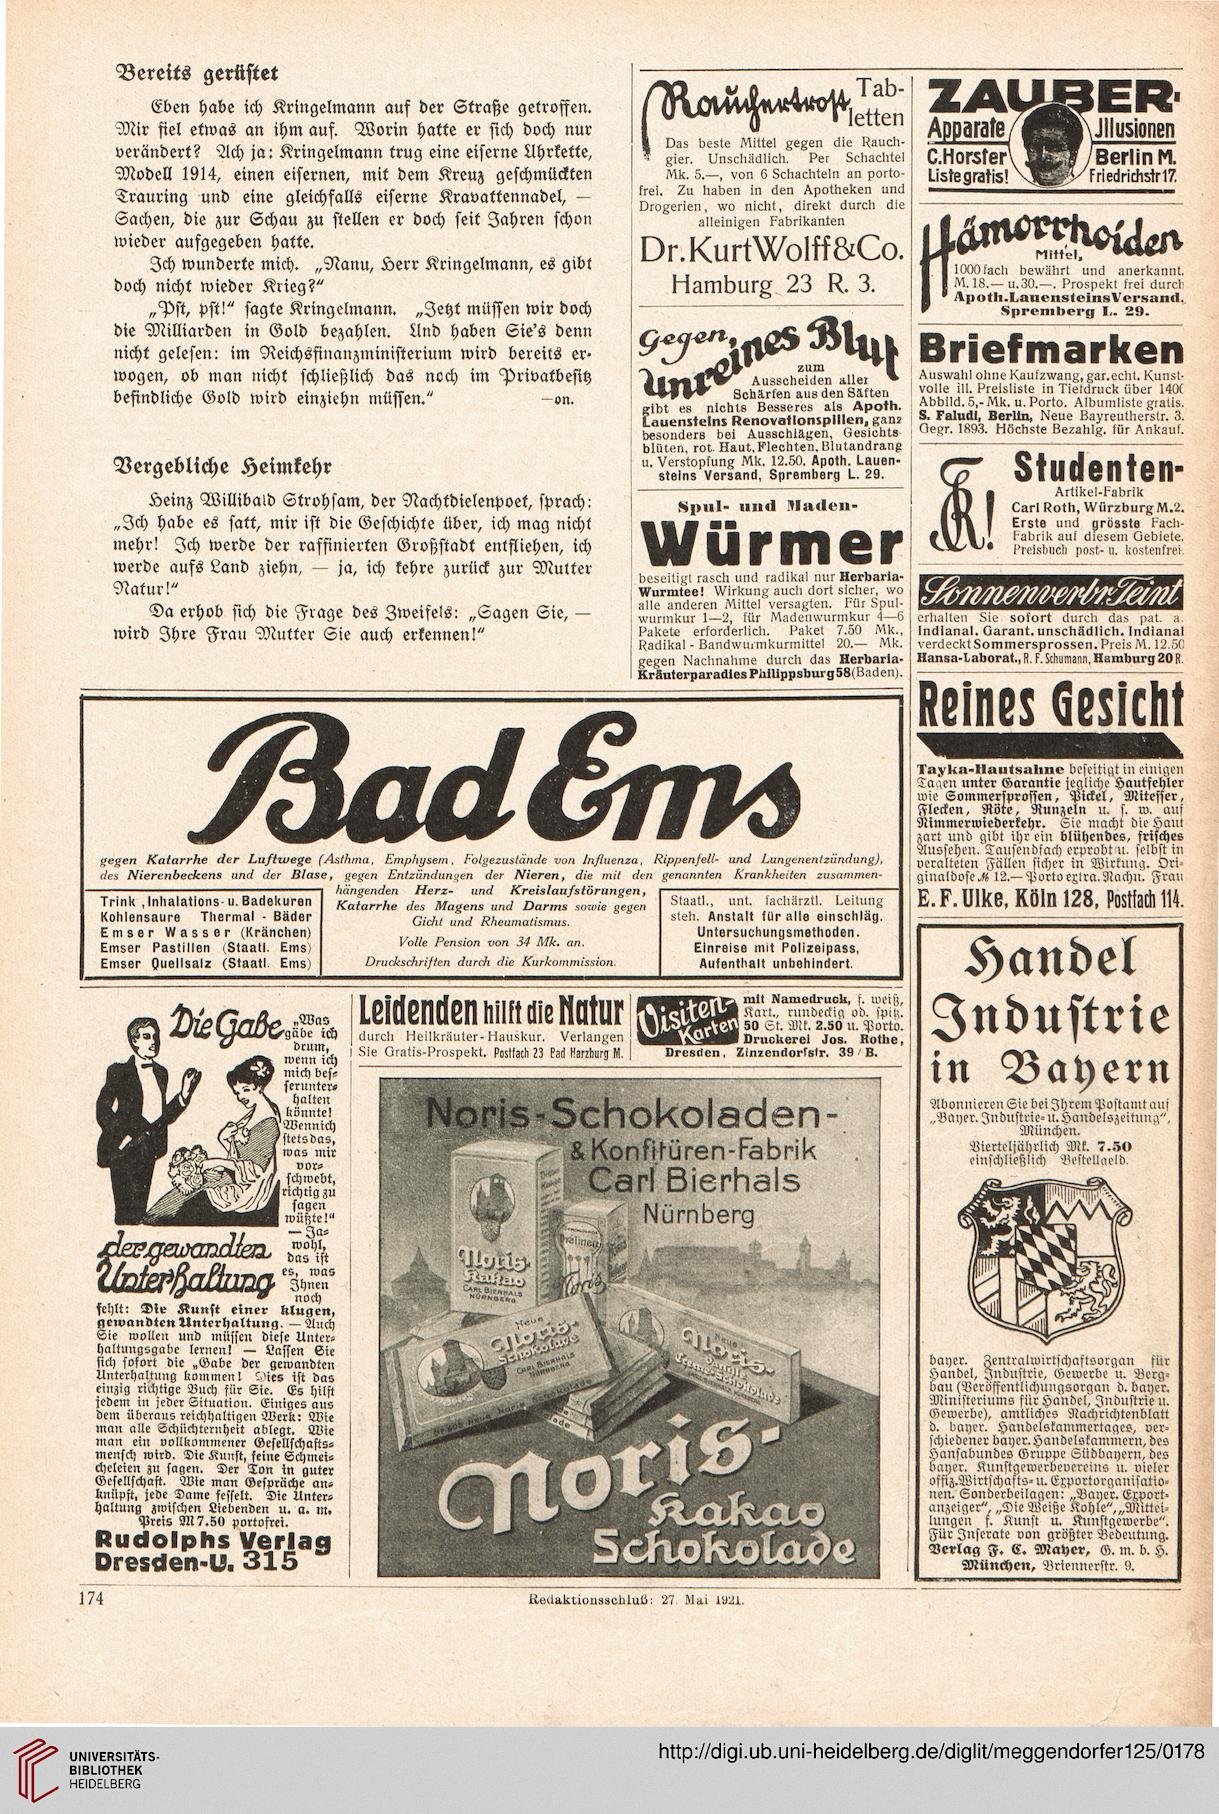 Bereits gerüstet
Eben habe ich Kringelmann auf der Straße getroffen.
Mir fiel etwas an ihm auf. Worin hatte er sich doch nur
verändert? Ach ja: Kringelmann trug eine eiserne Uhrkette,
Modell 1914, einen eisernen, mit dem Kreuz geschmückten
Trauring und eine gleichfalls eiserne Kravattennadel, —
Sachen, die zur Schau zu stellen er doch seit Jahren schon
wieder aufgegeben hatte.
Ich wunderte mich. „Nanu, Herr Kringelmann, es gibt
doch nicht wieder Krieg?“
„Pst, pst!“ sagte Kringelmann. „Jetzt müssen wir doch
die Milliarden in Gold bezahlen. Und haben Sie's denn
nicht gelesen: im Reichsfinanzministerium wird bereits er-
wogen, ob man nicht schließlich das noch im Privatbesitz
befindliche Gold wird einziehn müssen.“ —on.
Vergebliche Heimkehr
Heinz Willibald Strohsam, der Nachtdielenpoet, sprach:
„Ich habe es satt, mir ist die Geschichte über, ich mag nicht
mehr! Ich werde der raffinierten Großstadt entfliehen, ich
werde aufs Land ziehn, — ja, ich kehre zurück zur Mutter
Natur!“
Da erhob sich die Frage des Zweifels: „Sagen Sie, —
wird Ihre Frau Mutter Sie auch erkennen!“
Rauchertrost Tab-
letten
Das beste Mittel gegen die Rauch-
gier. Unschädlich. Per Schachtel
Mk. 5.—, von 6 Schachteln an porto-
frei. Zu haben in den Apotheken und
Drogerien, wo nicht, direkt durch die
alleinigen Fabrikanten
Dr. Kurt Wolff & Co.
Hamburg 23 R. 3.
Gegen
unreines Blut
zum
Ausscheiden aller
Schärfen aus den Säften
gibt es nichts Besseres als Apoth.
Lauensteins Renovationspillen, ganz
besonders bei Ausschlägen, Gesichts-
blüten, rot. Haut, Flechten, Blutandrang
u. Verstopfung Mk. 12.50. Apoth. Lauen-
steins Versand, Spremberg L. 29.
Spul- und Maden-
Würmer
beseitigt rasch und radikal nur Herbaria-
Wurmtee! Wirkung auch dort sicher, wo
alle anderen Mittel versagten. Für Spul-
wurmkur 1—2, für Madenwurmkur 4—6
Pakete erforderlich. Paket 7.50 Mk.,
Radikal-Bandwurmkurmittel 20.— Mk.
gegen Nachnahme durch das Herbaria-
Kräuterparadies Philippsburg 58 (Baden).
ZAUBER-
Apparate Jllusionen
C. Horster Berlin M.
Liste gratis! Friedrichstr 17.
Hämorrhoiden
Mittel,
1000fach bewährt und anerkannt.
M. 18.— u. 30.—. Prospekt frei durch
Apoth. Lauensteins Versand,
Spremberg L. 29.
Briefmarken
Auswahl ohne Kaufzwang, gar. echt. Kunst-
volle ill. Preisliste in Tiefdruck über 1400
Abbild. 5,- Mk. u. Porto. Albumliste gratis.
S. Faludi, Berlin, Neue Bayreutherstr. 3.
Gegr. 1893. Höchste Bezahlg. für Ankauf.
Studenten-
Artikel-Fabrik
Carl Roth, Würzburg M. 2.
Erste und grösste Fach-
Fabrik auf diesem Gebiete.
Preisbuch post- u. kostenfrei.
Sonnenverbr. Teint
erhalten Sie sofort durch das pat. a.
Indianal. Garant. unschädlich. Indianal
verdeckt Sommersprossen. Preis M. 12.50
Hansa-Laborat., R. F. Schumann, Hamburg 20 R.
Reines Gesicht
Tayka-Hautsahne beseitigt in einigen
Tagen unter Garantie jegliche Hautfehler
wie Sommersprossen, Pickel, Mitesser,
Flecken, Röte, Runzeln u. s. w. auf
Nimmerwiederkehr. Sie macht die Haut
zart und gibt ihr ein blühendes, frisches
Aussehen. Tausendfach erprobt u. selbst in
veralteten Fällen sicher in Wirkung. Ori-
ginaldose ℳ 12.— Porto extra. Nachn. Frau
E. F. Ulke, Köln 128, Postfach 114.
Bad Ems
gegen Katarrhe der Luftwege (Asthma, Emphysem, Folgezustände von Influenza, Rippenfell- und Lungenentzündung),
des Nierenbeckens und der Blase, gegen Entzündungen der Nieren, die mit den genannten Krankheiten zusammen-
hängenden Herz- und Kreislaufstörungen,
Katarrhe des Magens und Darms sowie gegen
Gicht und Rheumatismus.
Volle Pension von 34 Mk. an.
Druckschriften durch die Kurkommission.
Trink-, Inhalations- u. Badekuren
Kohlensaure Thermal-Bäder
Emser Wasser (Kränchen)
Emser Pastillen (Staatl. Ems)
Emser Quellsalz (Staatl. Ems)
Staatl., unt. fachärztl. Leitung
steh. Anstalt für alle einschläg.
Untersuchungsmethoden.
Einreise mit Polizeipass,
Aufenthalt unbehindert.
Die Gabe
der gewandten
Unterhaltung
„Was
gäbe ich
drum,
wenn ich
mich bes-
ser unter-
halten
könnte!
Wenn ich
stets das,
was mir
vor-
schwebt,
richtig zu
sagen
wüßte!“
— Ja-
wohl,
das ist
es, was
Ihnen
noch
fehlt: Die Kunst einer klugen,
gewandten Unterhaltung. — Auch
Sie wollen und müssen diese Unter-
haltungsgabe lernen! — Lassen Sie
sich sofort die „Gabe der gewandten
Unterhaltung kommen! Dies ist das
einzig richtige Buch für Sie. Es hilft
jedem in jeder Situation. Einiges aus
dem überaus reichhaltigen Werk: Wie
man alle Schüchternheit ablegt. Wie
man ein vollkommener Gesellschafts-
mensch wird. Die Kunst, feine Schmei-
cheleien zu sagen. Der Ton in guter
Gesellschaft. Wie man Gespräche an-
knüpft, jede Dame fesselt. Die Unter-
haltung zwischen Liebenden u. a. m.
Preis M 7.50 portofrei.
Rudolphs Verlag
Dresden-U. 315
Leidenden hilft die Natur
durch Heilkräuter-Hauskur. Verlangen
Sie Gratis-Prospekt. Postfach 23 Bad Harzburg M.
Visiten-
Karten
mit Namedruck, f. weiß,
Kart., rundeckig od. spitz.
50 St. Mk. 2.50 u. Porto.
Druckerei Jos. Rothe,
Dresden, Zinzendorfstr. 39/B.
Noris-Schokoladen-
& Konfitüren-Fabrik
Carl Bierhals
Nürnberg
Noris-
Kakao
CARL BIERHALS
NÜRNBERG
Pralinen
Noris
Neue
Noris-
Schokolade
CARL BIERHALS
NÜRNBERG
Neue
Noris-
Noris-
Kakao
Schokolade
Handel
Industrie
in Bayern
Abonnieren Sie bei Ihrem Postamt auf
„Bayer. Industrie- u. Handelszeitung“,
München.
Vierteljährlich Mk. 7.50
einschließlich Bestellgeld.
bayer. Zentralwirtschaftsorgan für
Handel, Industrie, Gewerbe u. Berg-
bau (Veröffentlichungsorgan d. bayer.
Ministeriums für Handel, Industrie u.
Gewerbe), amtliches Nachrichtenblatt
d. bayer. Handelskammertages, ver-
schiedener bayer. Handelskammern, des
Hansabundes Gruppe Südbayern, des
bayer. Kunstgewerbevereins u. vieler
offiz. Wirtschafts- u. Exportorganisatio-
nen. Sonderbeilagen: „Bayer. Export-
anzeiger“, „Die Weiße Kohle“, „Mittei-
lungen f. Kunst u. Kunstgewerbe“.
Für Inserate von größter Bedeutung.
Verlag F. C. Mayer, G. m. b. H.
München, Briennerstr. 9.
174
Redaktionsschluß: 27. Mai 1921.
UNIVERSITÄTS-
BIBLIOTHEK
HEIDELBERG
http://digi.ub.uni-heidelberg.de/diglit/meggendorfer125/0178